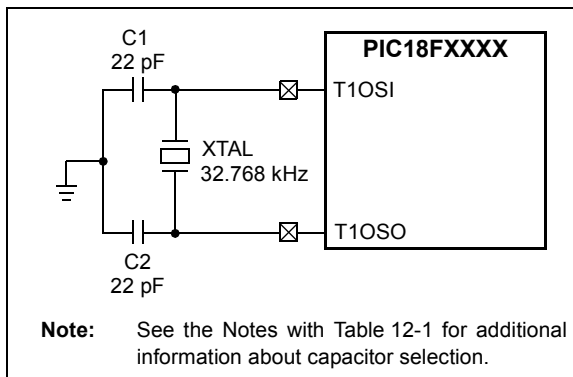 C1
22 pF
PIC18FXXXX
T1OSI
XTAL
32.768 kHz
T1OSO
C2
22 pF
Note: See the Notes with Table 12-1 for additional
information about capacitor selection.